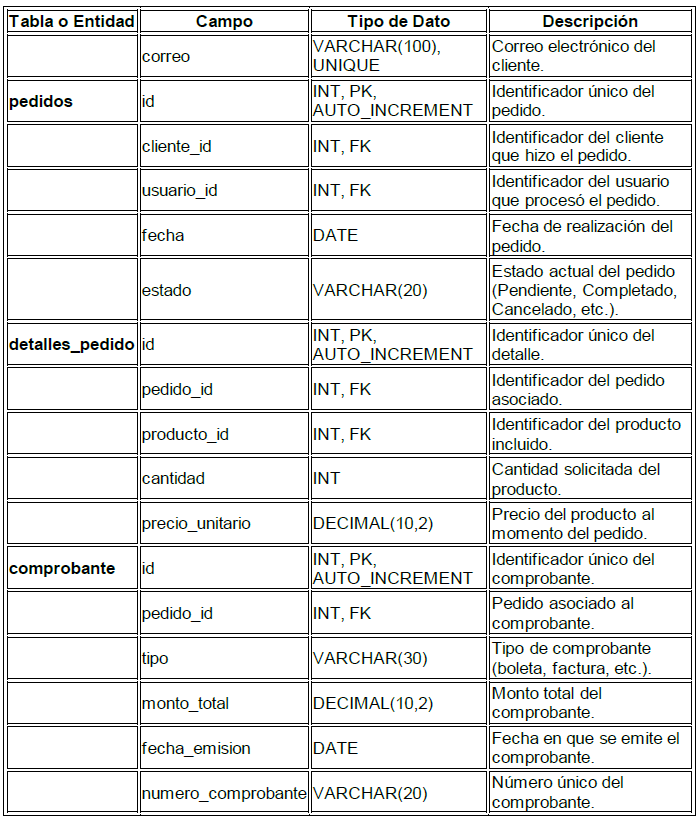 Tabla o Entidad Campo Tipo de Dato Descripción
correo VARCHAR(100), UNIQUE Correo electrónico del cliente.
pedidos id INT, PK, AUTO_INCREMENT Identificador único del pedido.
cliente_id INT, FK Identificador del cliente que hizo el pedido.
usuario_id INT, FK Identificador del usuario que procesó el pedido.
fecha DATE Fecha de realización del pedido.
estado VARCHAR(20) Estado actual del pedido (Pendiente, Completado, Cancelado, etc.).
detalles_pedido id INT, PK, AUTO_INCREMENT Identificador único del detalle.
pedido_id INT, FK Identificador del pedido asociado.
producto_id INT, FK Identificador del producto incluido.
cantidad INT Cantidad solicitada del producto.
precio_unitario DECIMAL(10,2) Precio del producto al momento del pedido.
comprobante id INT, PK, AUTO_INCREMENT Identificador único del comprobante.
pedido_id INT, FK Pedido asociado al comprobante.
tipo VARCHAR(30) Tipo de comprobante (boleta, factura, etc.).
monto_total DECIMAL(10,2) Monto total del comprobante.
fecha_emision DATE Fecha en que se emite el comprobante.
numero_comprobante VARCHAR(20) Número único del comprobante.